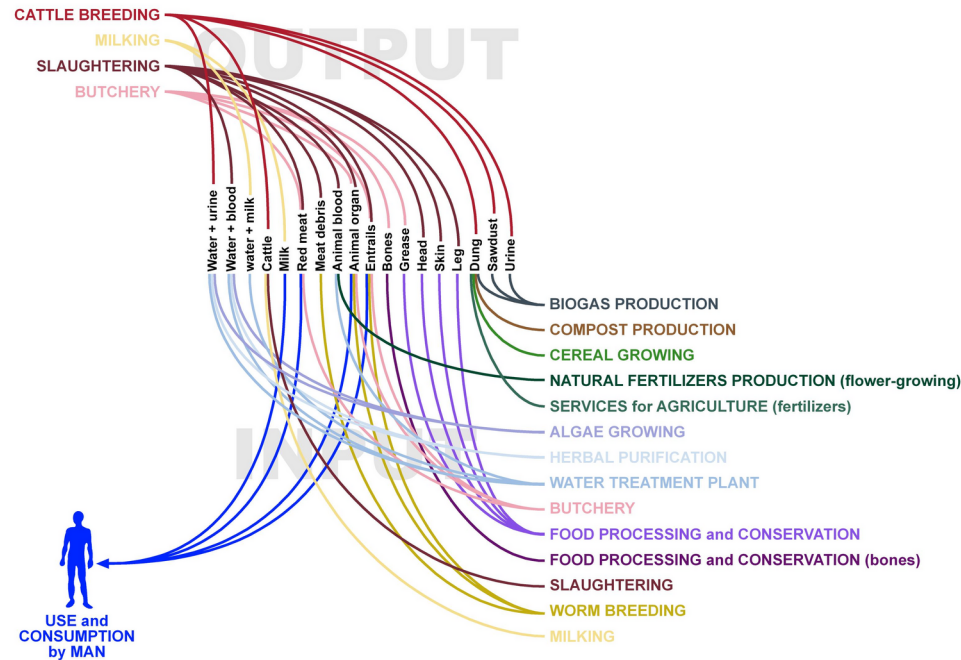 CATTLE BREEDING
MILKING
SLAUGHTERING
BUTCHERY
OUTPUT
Water + urine
Water + blood
water + milk
Cattle
Milk
Red meat
Meat debris
Animal blood
Animal organ
Entrails
Bones
Grease
Head
Skin
Leg
Dung
Sawdust
Urine
BIOGAS PRODUCTION
COMPOST PRODUCTION
CEREAL GROWING
NATURAL FERTILIZERS PRODUCTION (flower-growing)
SERVICES for AGRICULTURE (fertilizers)
ALGAE GROWING
INPUT
HERBAL PURIFICATION
WATER TREATMENT PLANT
BUTCHERY
FOOD PROCESSING and CONSERVATION
FOOD PROCESSING and CONSERVATION (bones)
SLAUGHTERING
WORM BREEDING
MILKING
USE and
CONSUMPTION
by MAN